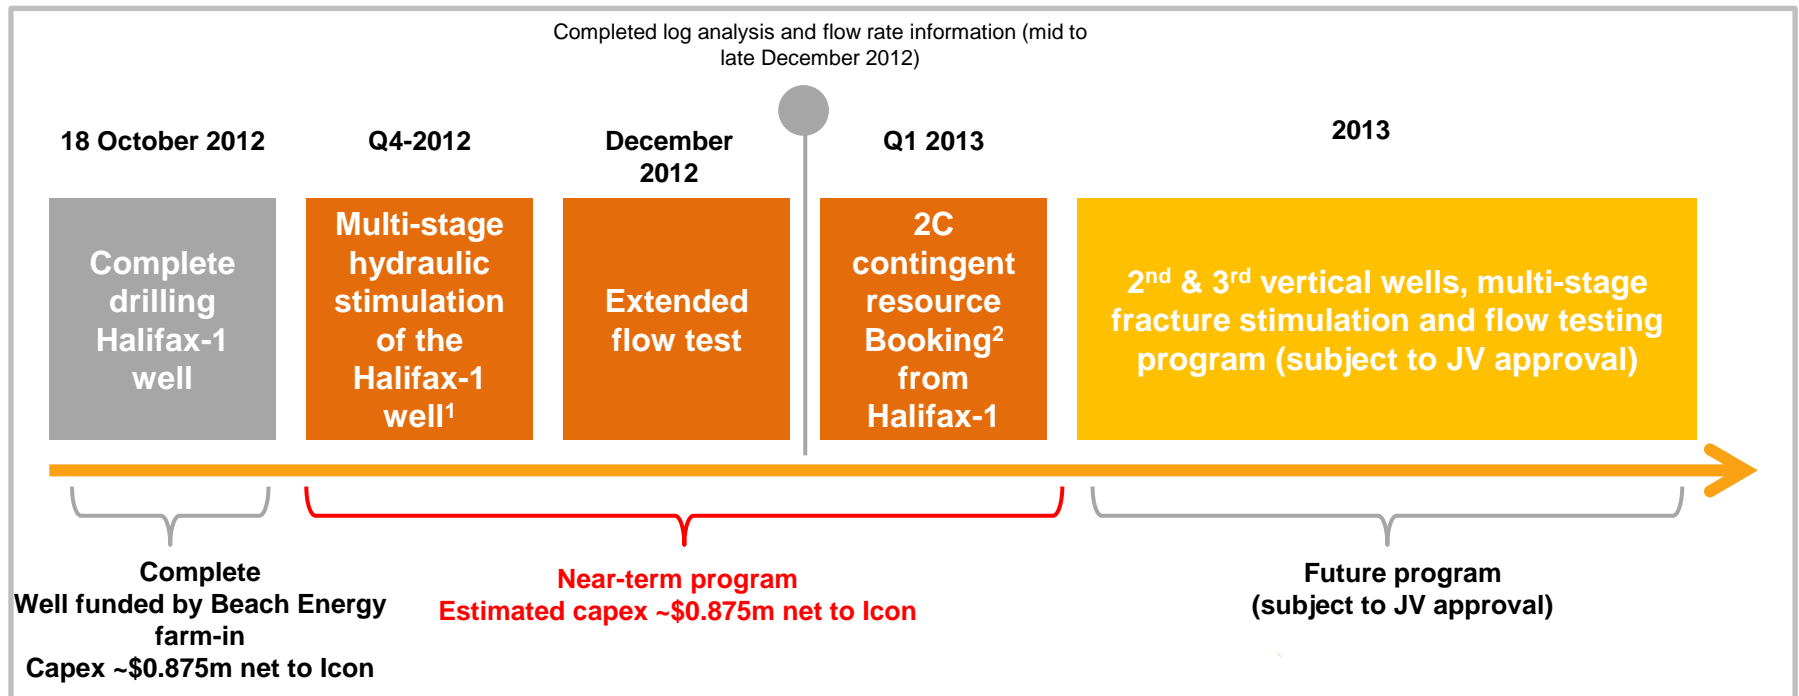 Completed log analysis and flow rate information (mid to
late December 2012)
18 October 2012
Q4-2012
December
2012
Q1 2013
2013
Complete
drilling
Halifax-1
well
Multi-stage
hydraulic
stimulation
of the
Halifax-1
well¹
Extended
flow test
2C
contingent
resource
Booking²
from
Halifax-1
2nd & 3rd vertical wells, multi-stage
fracture stimulation and flow testing
program (subject to JV approval)
Complete
Well funded by Beach Energy
farm-in
Capex ~$0.875m net to Icon
Near-term program
Estimated capex ~$0.875m net to Icon
Future program
(subject to JV approval)